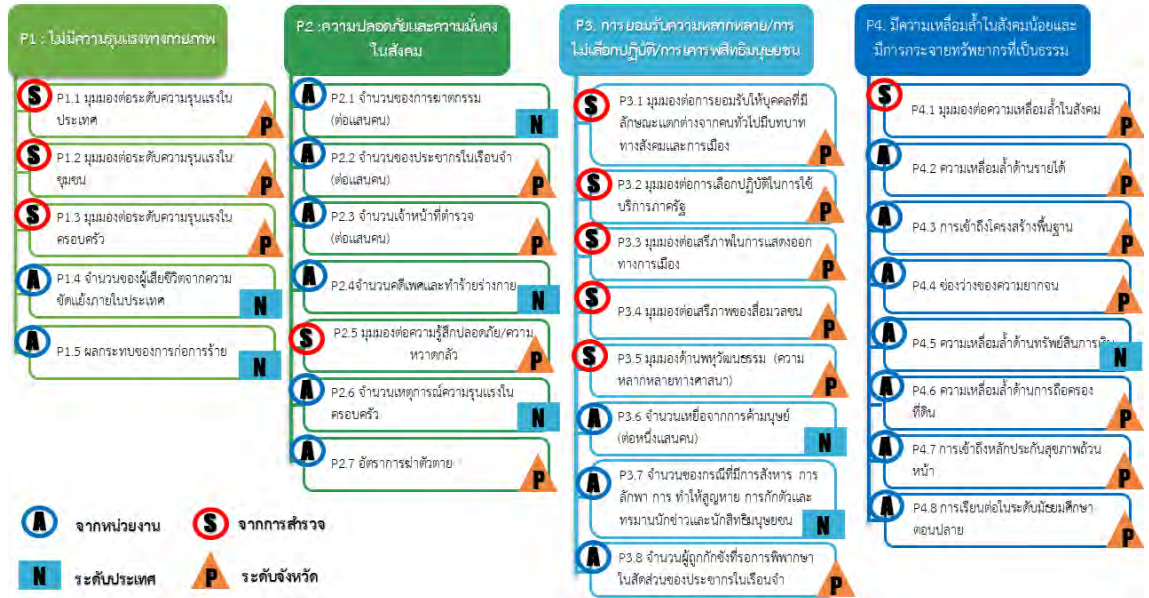 P1 : ไม่มีความรุนแรงทางกายภาพ
S
P1.1 มุมมองต่อระดับความรุนแรงใน
ประเทศ
P
S
P1.2 มุมมองต่อระดับความรุนแรงใน
ชุมชน
P
S
P1.3 มุมมองต่อระดับความรุนแรงใน
ครอบครัว
P
A
P1.4 จำนวนของผู้เสียชีวิตจากความ
ขัดแย้งภายในประเทศ
N
A
P1.5 ผลกระทบของการก่อการร้าย
N
P2 :ความปลอดภัยและความมั่นคง
ในสังคม
A
P2.1 จำนวนของการฆาตกรรม
(ต่อแสนคน)
N
A
P2.2 จำนวนของประชากรในเรือนจำ
(ต่อแสนคน)
P
A
P2.3 จำนวนเจ้าหน้าที่ตำรวจ
(ต่อแสนคน)
P
A
P2.4จำนวนคดีเพศและทำร้ายร่างกาย
N
S
P2.5 มุมมองต่อความรู้สึกปลอดภัย/ความ
หวาดกลัว
P
A
P2.6 จำนวนเหตุการณ์ความรุนแรงใน
ครอบครัว
N
A
P2.7 อัตราการฆ่าตัวตาย
P
P3. การยอมรับความหลากหลาย/การ
ไม่เลือกปฏิบัติ/การเคารพสิทธิมนุษยชน
S
P3.1 มุมมองต่อการยอมรับให้บุคคลที่มี
ลักษณะแตกต่างจากคนทั่วไปมีบทบาท
ทางสังคมและการเมือง
P
S
P3.2 มุมมองต่อการเลือกปฏิบัติในการใช้
บริการภาครัฐ
P
S
P3.3 มุมมองต่อเสรีภาพในการแสดงออก
ทางการเมือง
P
S
P3.4 มุมมองต่อเสรีภาพของสื่อมวลชน
P
S
P3.5 มุมมองด้านพหุวัฒนธรรม (ความ
หลากหลายทางศาสนา)
P
A
P3.6 จำนวนเหยื่อจากการค้ามนุษย์
(ต่อหนึ่งแสนคน)
N
A
P3.7 จำนวนของกรณีที่มีการสังหาร การ
ลักพา การ ทำให้สูญหาย การกักตัวและ
ทรมานนักข่าวและนักสิทธิมนุษยชน
N
A
P3.8 จำนวนผู้ถูกกักขังที่รอการพิพากษา
ในสัดส่วนของประชากรในเรือนจำ
P
P4. มีความเหลื่อมล้ำในสังคมน้อยและ
มีการกระจายทรัพยากรที่เป็นธรรม
S
P4.1 มุมมองต่อความเหลื่อมล้ำในสังคม
P
A
P4.2 ความเหลื่อมล้ำด้านรายได้
P
A
P4.3 การเข้าถึงโครงสร้างพื้นฐาน
P
A
P4.4 ช่องว่างของความยากจน
P
A
P4.5 ความเหลื่อมล้ำด้านทรัพย์สินการเงิน
N
A
P4.6 ความเหลื่อมล้ำด้านการถือครอง
ที่ดิน
P
A
P4.7 การเข้าถึงหลักประกันสุขภาพถ้วน
หน้า
P
A
P4.8 การเรียนต่อในระดับมัธยมศึกษา
ตอนปลาย
P
A จากหน่วยงาน
S จากการสำรวจ
N ระดับประเทศ
P ระดับจังหวัด